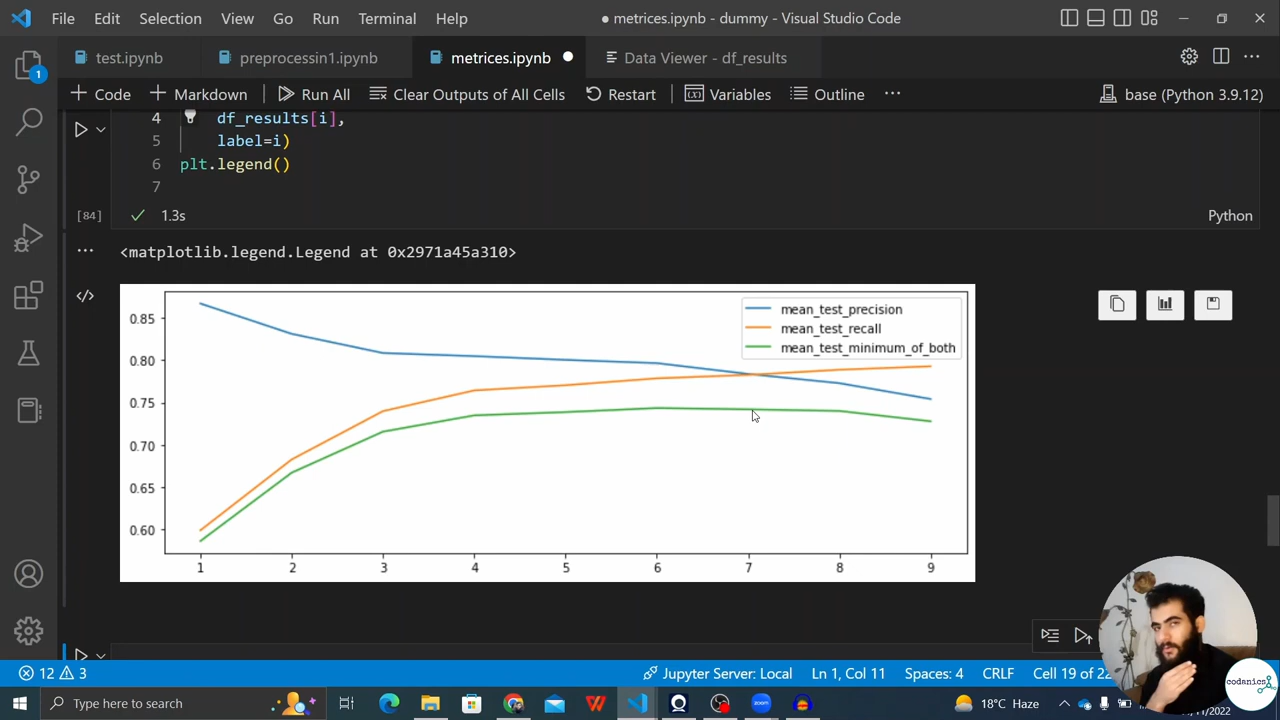 File Edit Selection View Go Run Terminal Help
● metrices.ipynb - dummy - Visual Studio Code
1
test.ipynb
preprocessin1.ipynb
metrices.ipynb
Data Viewer - df_results
Code Markdown Run All Clear Outputs of All Cells Restart Variables Outline ···
base (Python 3.9.12)
4 df_results[i],
5 label=i)
6 plt.legend()
7
[84] 1.3s
Python
<matplotlib.legend.Legend at 0x2971a45a310>
mean_test_precision
mean_test_recall
mean_test_minimum_of_both
0.85
0.80
0.75
0.70
0.65
0.60
1 2 3 4 5 6 7 8 9
12 3
Jupyter Server: Local Ln 1, Col 11 Spaces: 4 CRLF Cell 19 of
codanics
Type here to search
zoom
18°C Haze
/2022